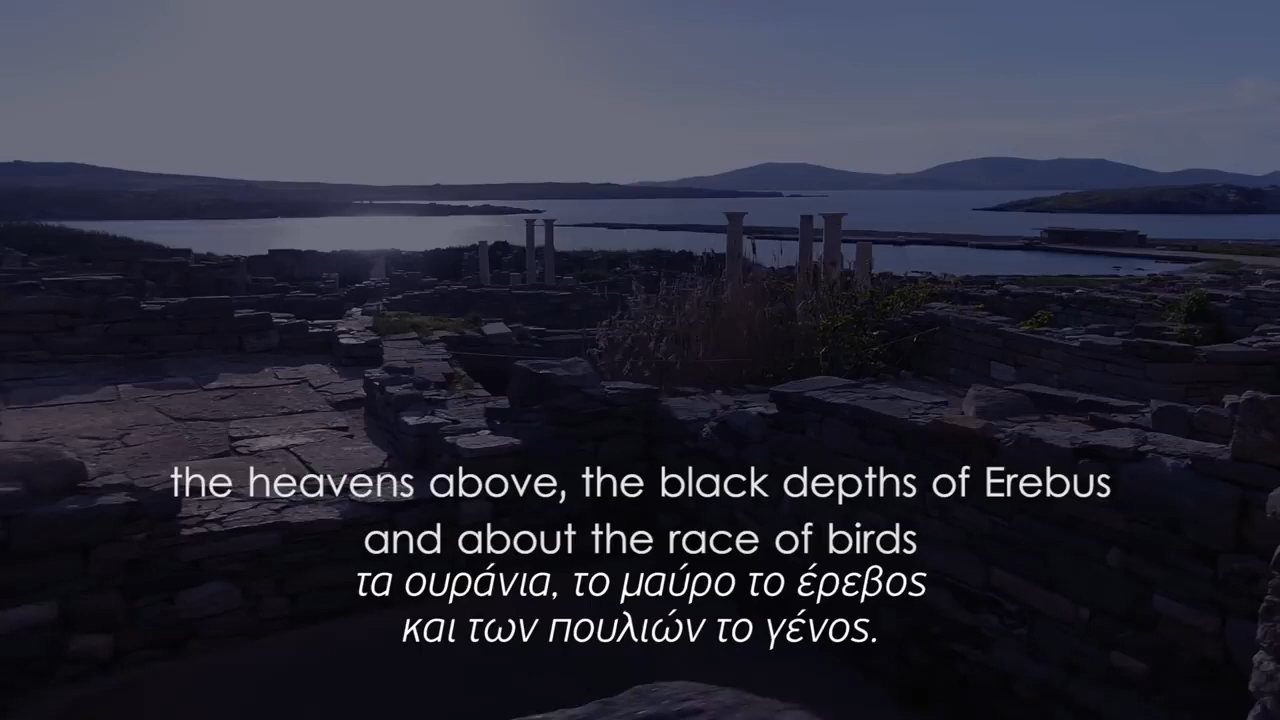 the heavens above, the black depths of Erebus
and about the race of birds
τα ουράνια, το μαύρο το έρεβος
και των πουλιών το γένος.